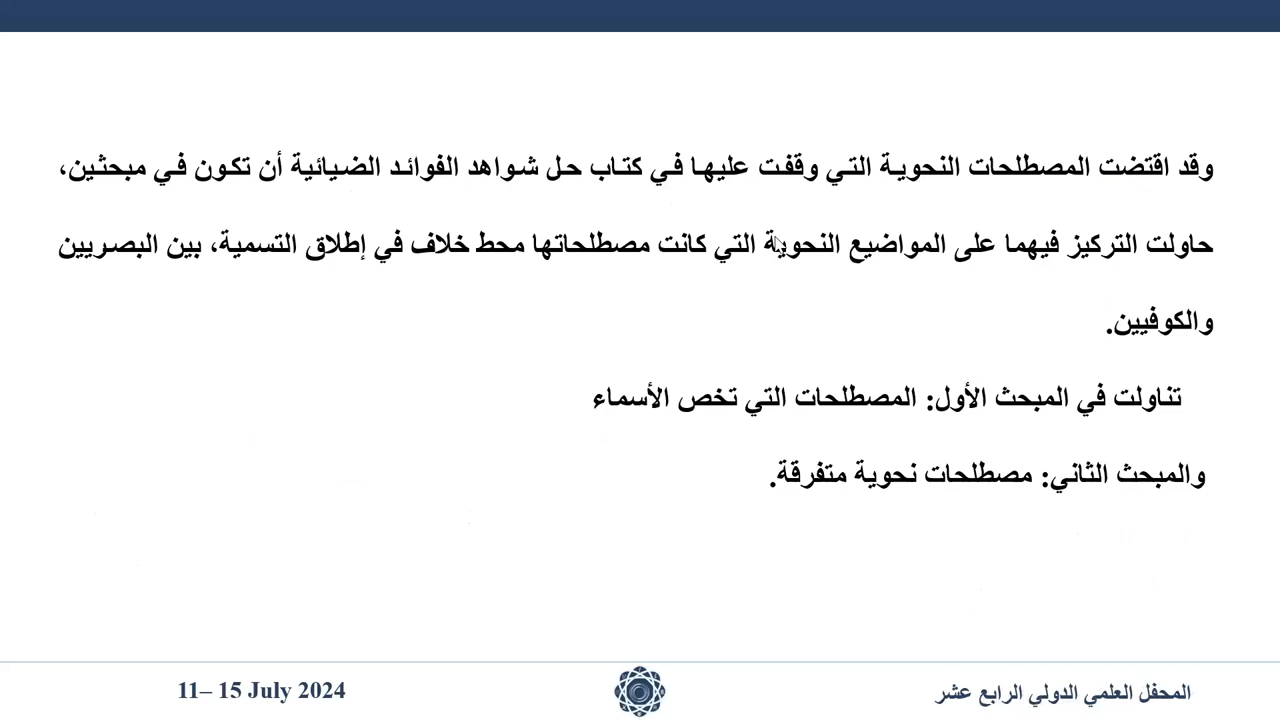 وقد اقتضت المصطلحات النحوية التي وقفت عليها في كتاب حل شواهد الفوائد الضيائية أن تكون في مبحثين،
حاولت التركيز فيهما على المواضيع النحوية التي كانت مصطلحاتها محط خلاف في إطلاق التسمية، بين البصريين
والكوفيين.
تناولت في المبحث الأول: المصطلحات التي تخص الأسماء
والمبحث الثاني: مصطلحات نحوية متفرقة.
المحفل العلمي الدولي الرابع عشر
11– 15 July 2024